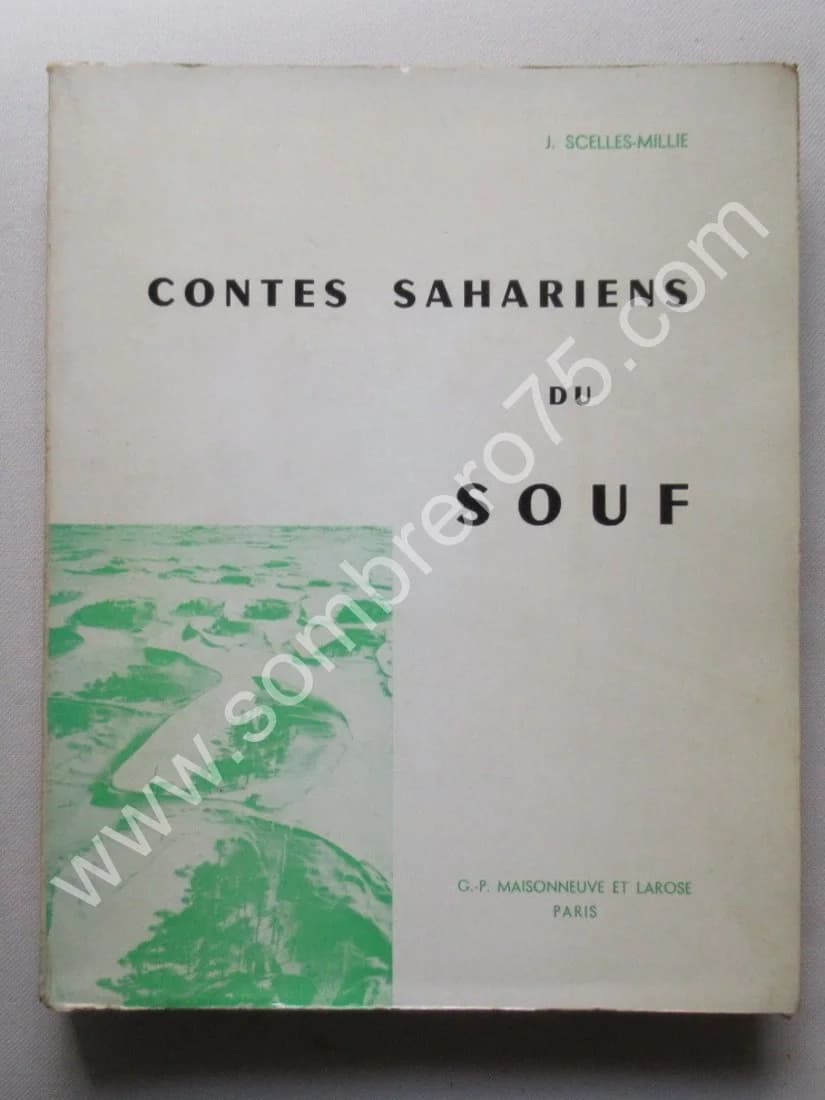 J. SCELLES-MILLIE
CONTES SAHARIENS
DU
SOUF
G.-P. MAISONNEUVE ET LAROSE
PARIS
www.sombrero75.com